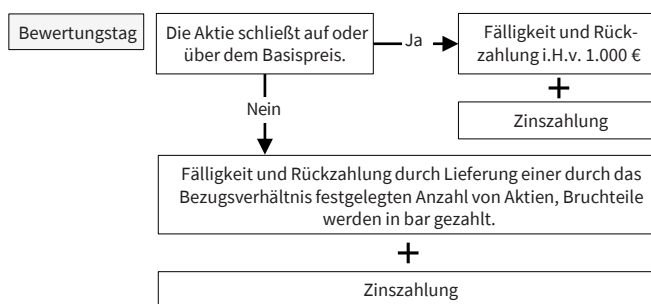 Bewertungstag
Die Aktie schließt auf oder
über dem Basispreis.
Ja
Fälligkeit und Rück-
zahlung i.H.v. 1.000 €
+
Zinszahlung
Nein
Fälligkeit und Rückzahlung durch Lieferung einer durch das
Bezugsverhältnis festgelegten Anzahl von Aktien, Bruchteile
werden in bar gezahlt.
+
Zinszahlung